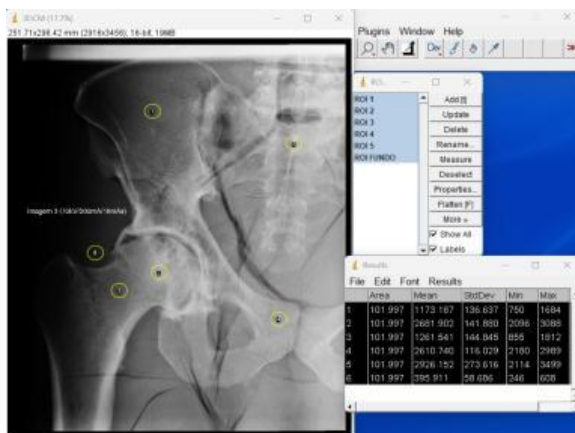 251.71x298.42 mm (2916x3456); 16-bit; 19MB
Plugins Window Help
ROI 1
ROI 2
ROI 3
ROI 4
ROI 5
ROI FUNDO
Add [t]
Update
Delete
Rename...
Measure
Deselect
Properties...
Flatten [F]
More »
Show All
Labels
Results
File Edit Font Results
Area Mean StdDev Min Max
1 101.997 1173.187 136.637 750 1684
2 101.997 2681.902 141.880 2096 3088
3 101.997 1261.541 144.845 855 1812
4 101.997 2610.740 116.029 2180 2989
5 101.997 2926.152 273.616 2114 3499
6 101.997 395.911 58.686 246 608